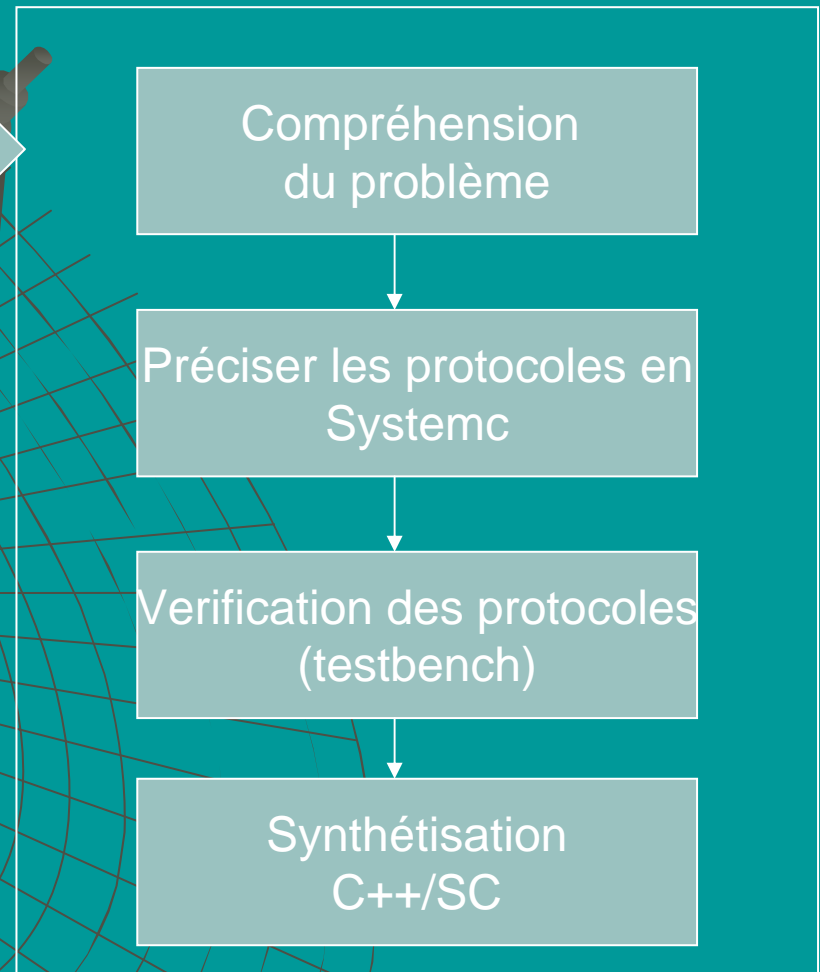 Compréhension
du problème
Préciser les protocoles en
Systemc
Verification des protocoles
(testbench)
Synthétisation
C++/SC